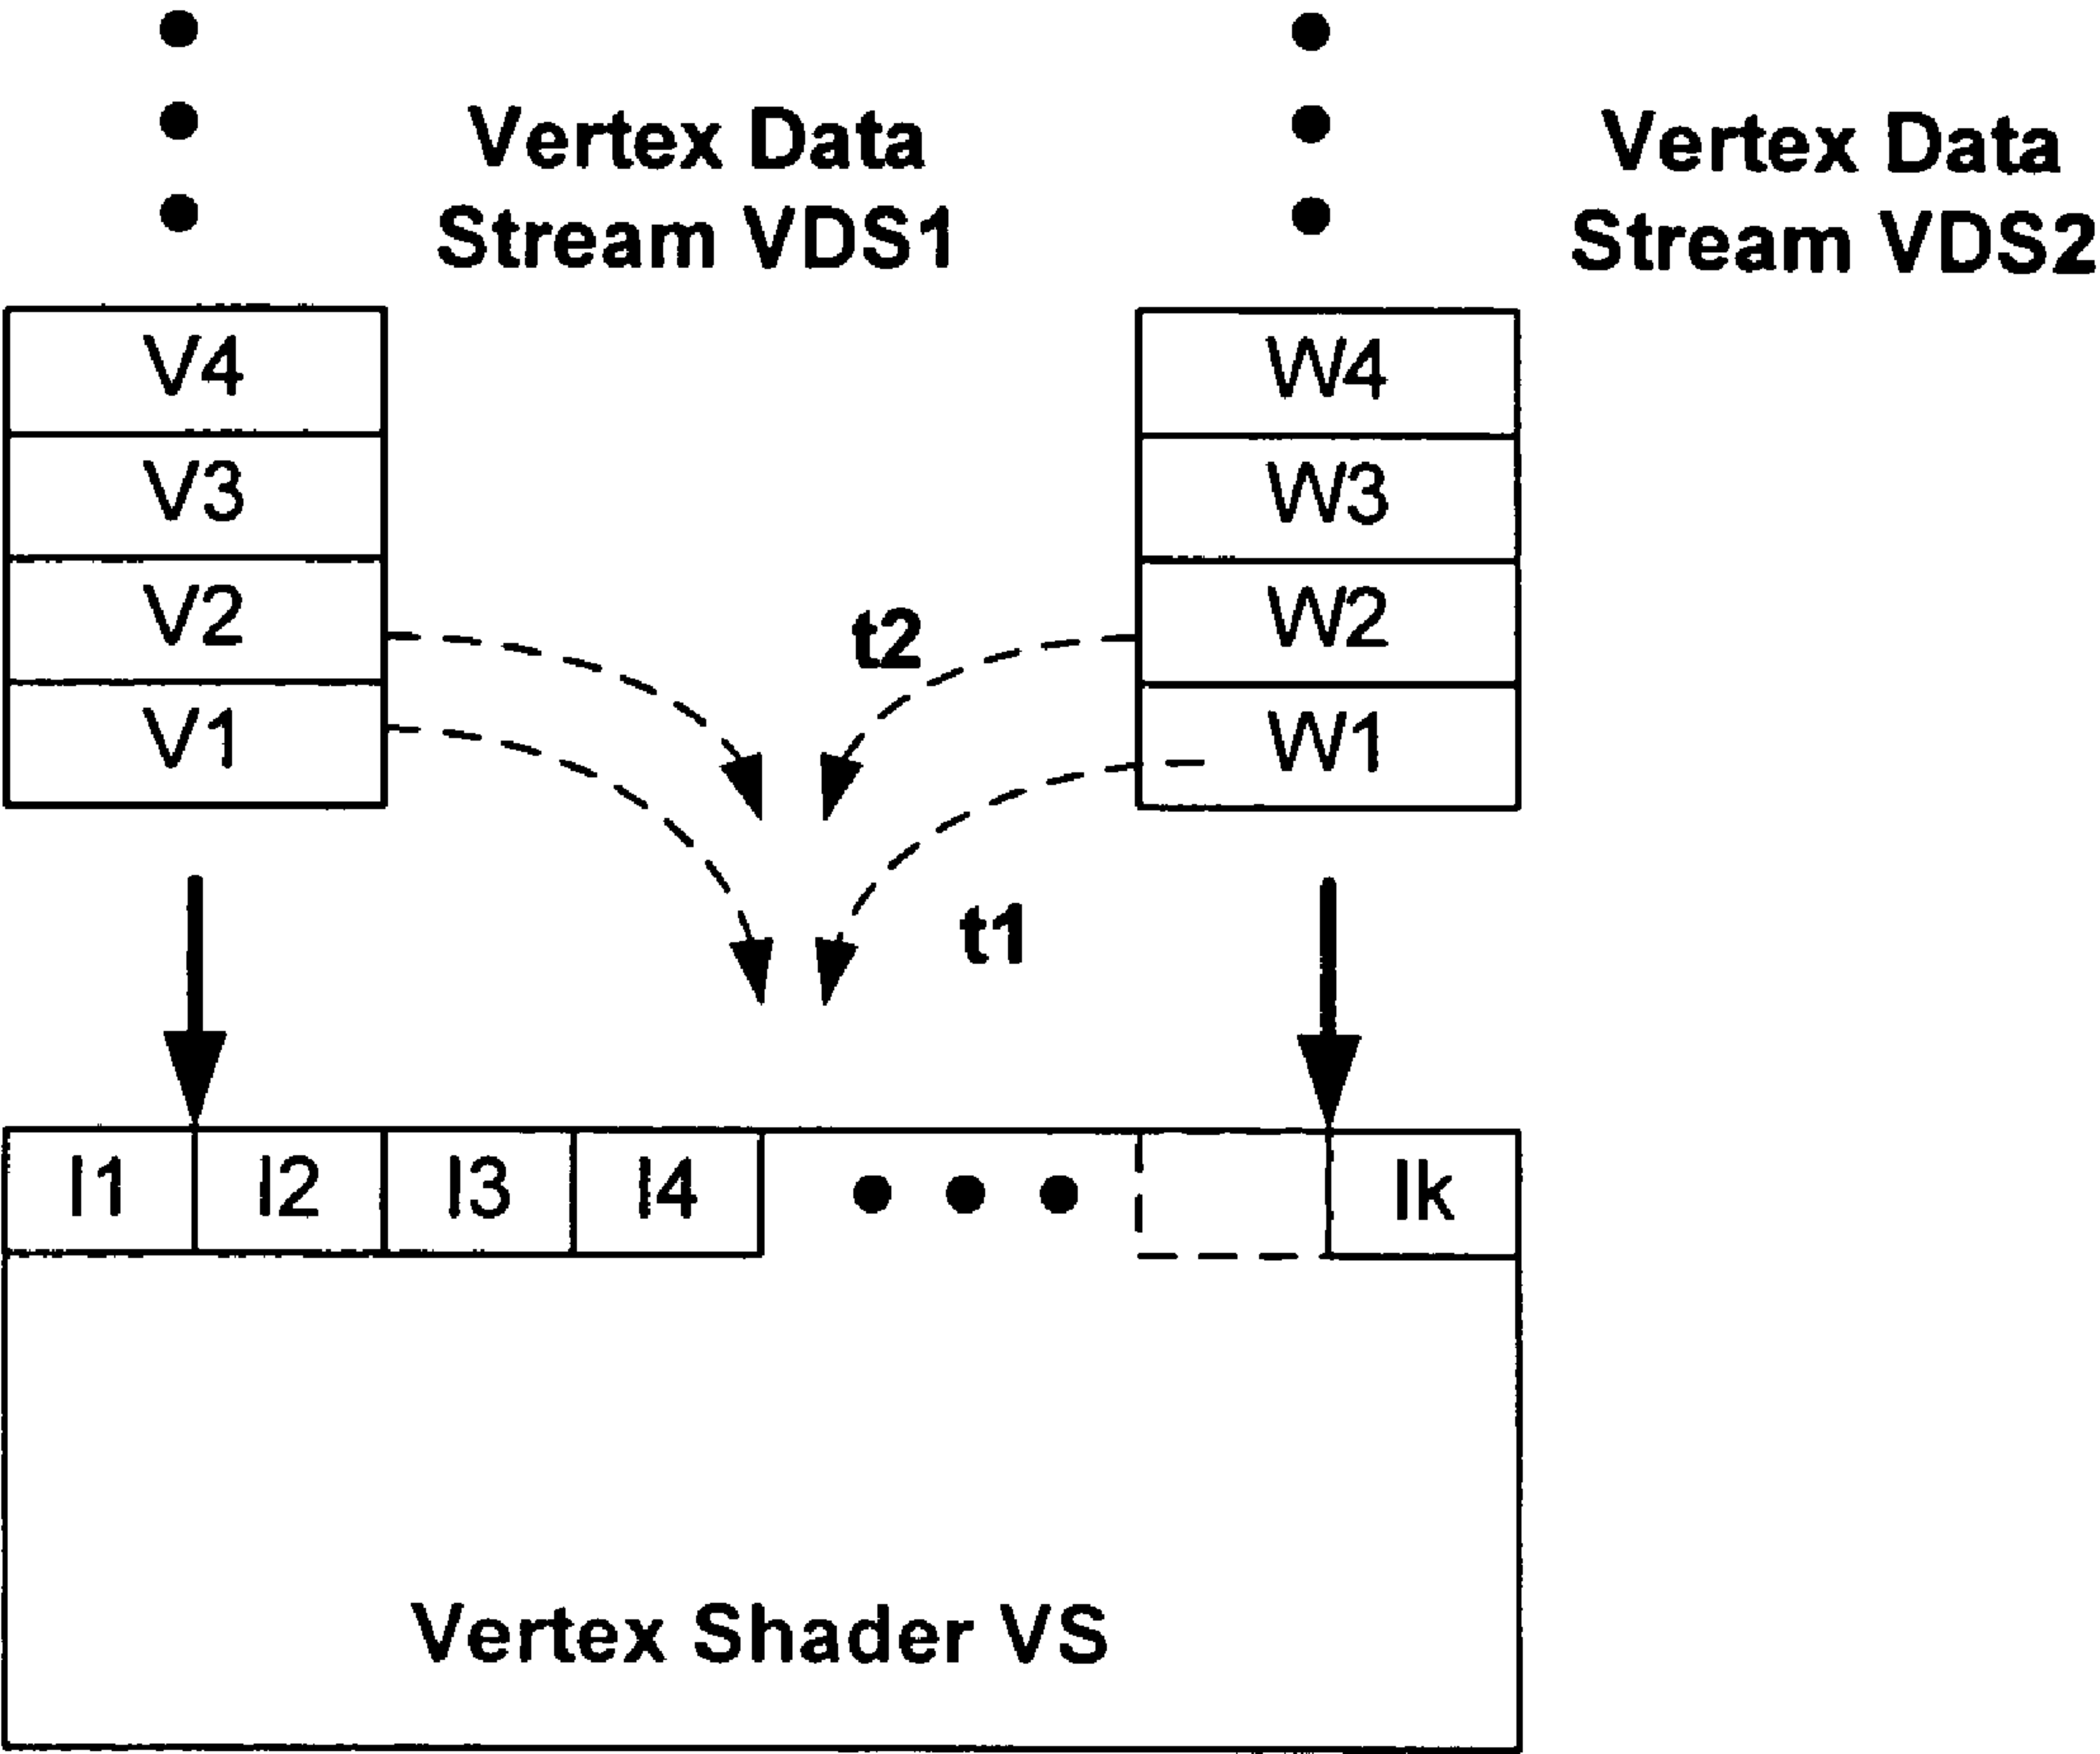 Vertex Data
Stream VDS1
Vertex Data
Stream VDS2
V4
V3
V2
V1
t2
t1
W4
W3
W2
W1
I1 I2 I3 I4 Ik
Vertex Shader VS